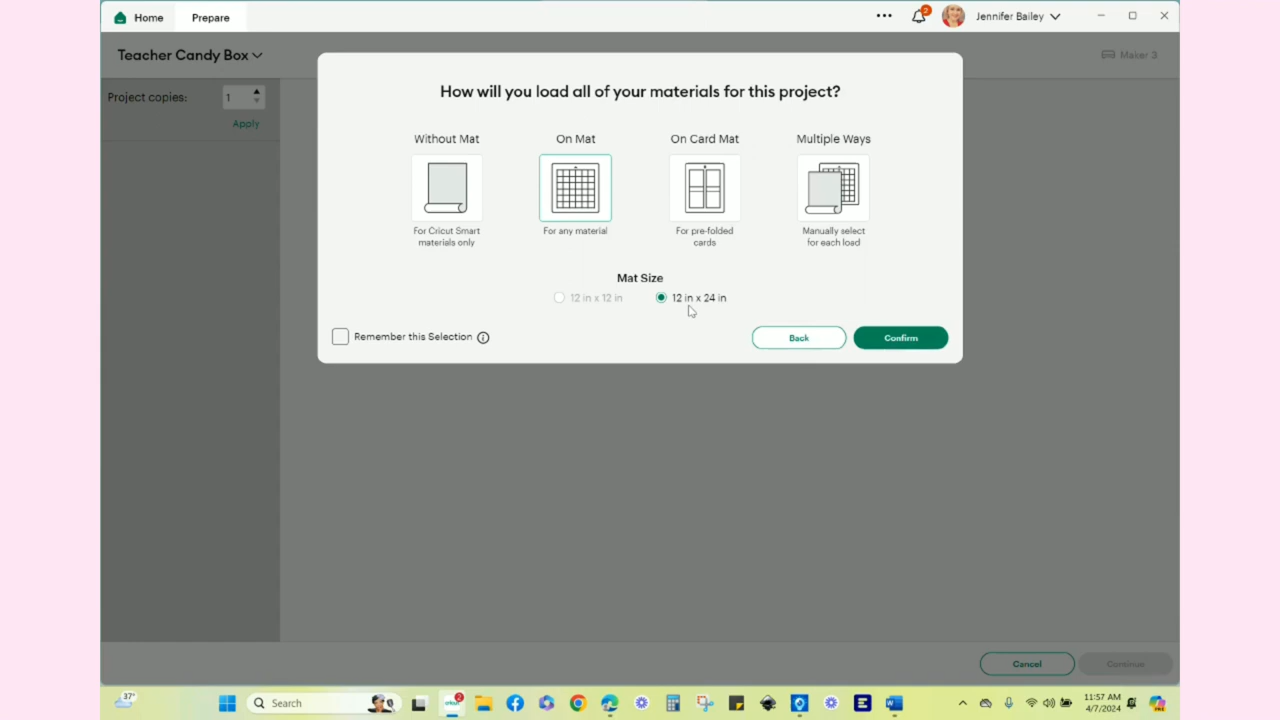 Home
Prepare
2
Jennifer Bailey
Teacher Candy Box
Maker 3
Project copies:
1
Apply
How will you load all of your materials for this project?
Without Mat
On Mat
On Card Mat
Multiple Ways
For Cricut Smart
materials only
For any material
For pre-folded
cards
Manually select
for each load
Mat Size
12 in x 12 in
12 in x 24 in
Remember this Selection
Back
Confirm
Cancel
Continue
37°
Search
cricut
2
11:57 AM
4/7/2024